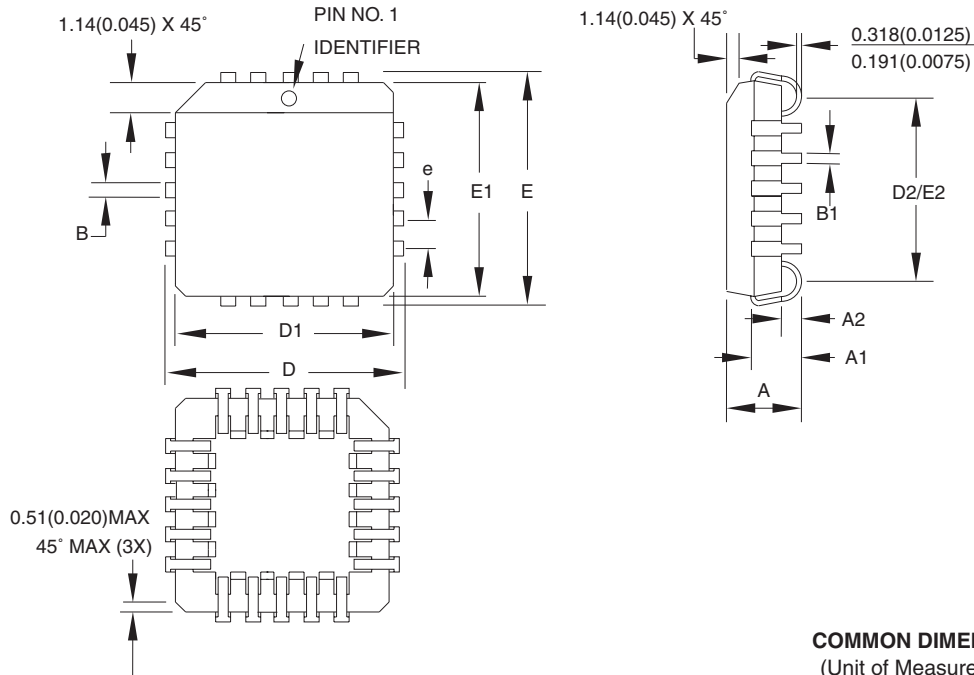 1.14(0.045) X 45˚
PIN NO. 1
IDENTIFIER
1.14(0.045) X 45˚
0.318(0.0125)
0.191(0.0075)
e
E1
E
B
D1
D
D2/E2
B1
A2
A1
A
0.51(0.020)MAX
45˚ MAX (3X)
COMMON
(Unit of